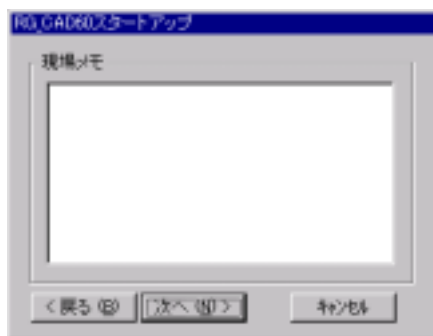 RG_CAD60スタートアップ
現場メモ
< 戻る (B)
次へ (N) >
キャンセル